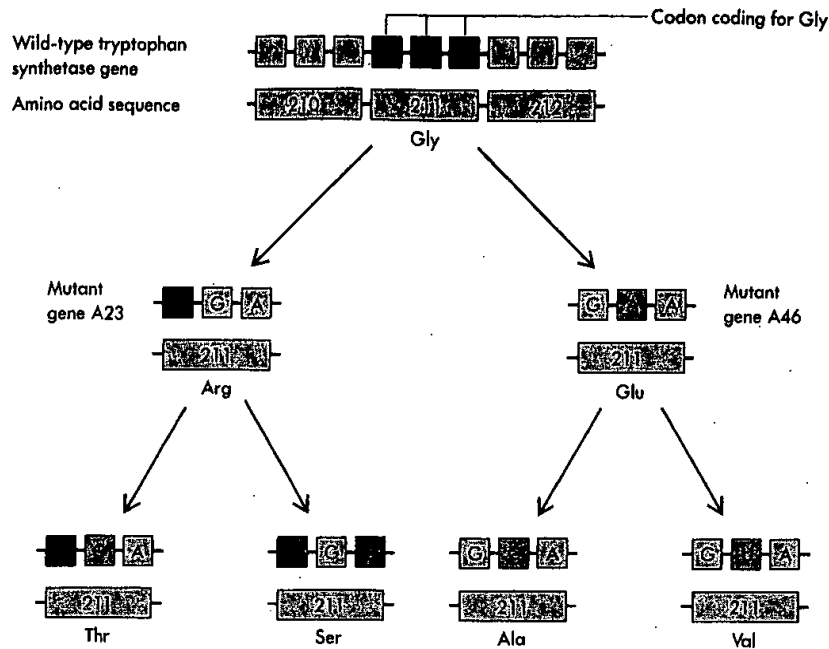 Codon coding for Gly
Wild-type tryptophan
synthetase gene
Amino acid sequence
210 211 212
Gly
Mutant
gene A23
G A
211
Arg
G A A
Mutant
gene A46
211
Glu
A
211
Thr
G
211
Ser
G A
211
Ala
G U A
211
Val